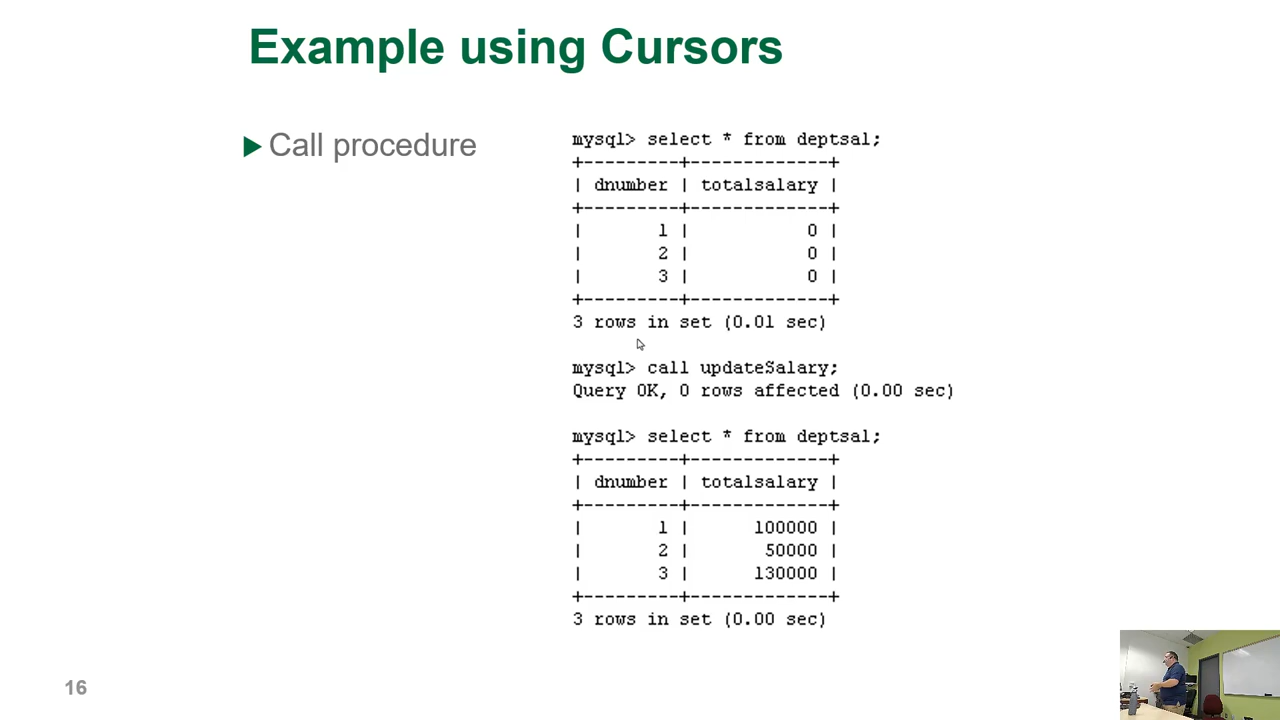 Example using Cursors
Call procedure
mysql> select * from deptsal;
+---------+-------------+
| dnumber | totalsalary |
+---------+-------------+
|       1 |           0 |
|       2 |           0 |
|       3 |           0 |
+---------+-------------+
3 rows in set (0.01 sec)
mysql> call updateSalary;
Query OK, 0 rows affected (0.00 sec)
mysql> select * from deptsal;
+---------+-------------+
| dnumber | totalsalary |
+---------+-------------+
|       1 |      100000 |
|       2 |       50000 |
|       3 |      130000 |
+---------+-------------+
3 rows in set (0.00 sec)
16